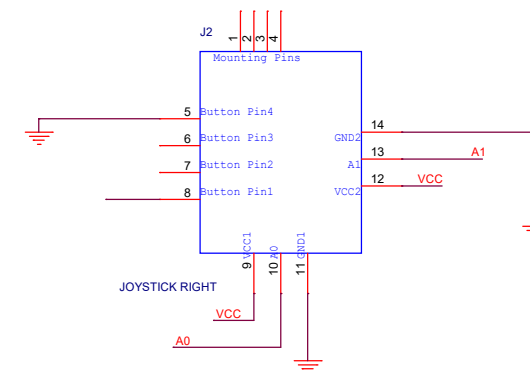 J2
1 2 3 4
Mounting Pins
5 Button Pin4
6 Button Pin3
7 Button Pin2
8 Button Pin1
GND2 14
A1 13 A1
VCC2 12 VCC
VCC1 A0 GND1
9 10 11
JOYSTICK RIGHT
VCC
A0